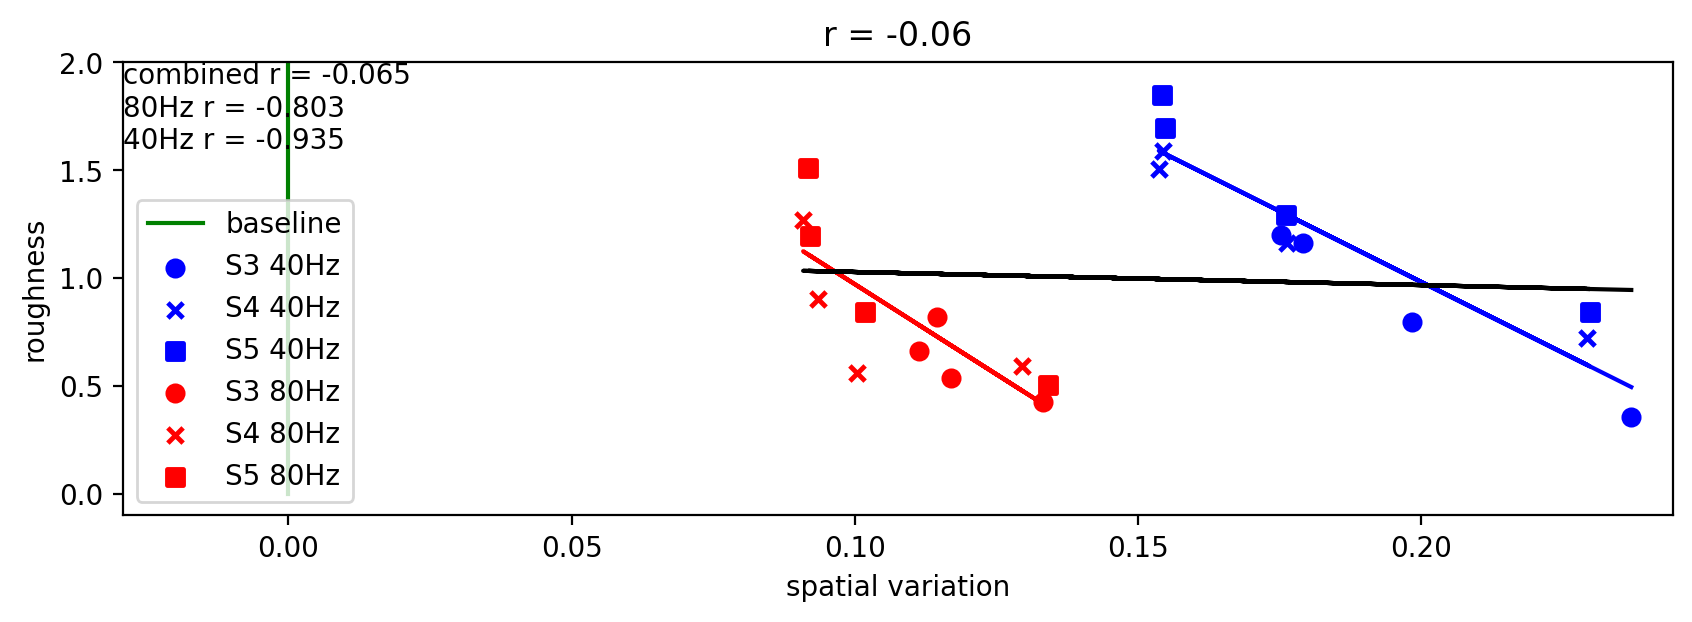 r = -0.06
combined r = -0.065
80Hz r = -0.803
40Hz r = -0.935
2.0
1.5
1.0
0.5
0.0
roughness
baseline
S3 40Hz
S4 40Hz
S5 40Hz
S3 80Hz
S4 80Hz
S5 80Hz
0.00 0.05 0.10 0.15 0.20
spatial variation